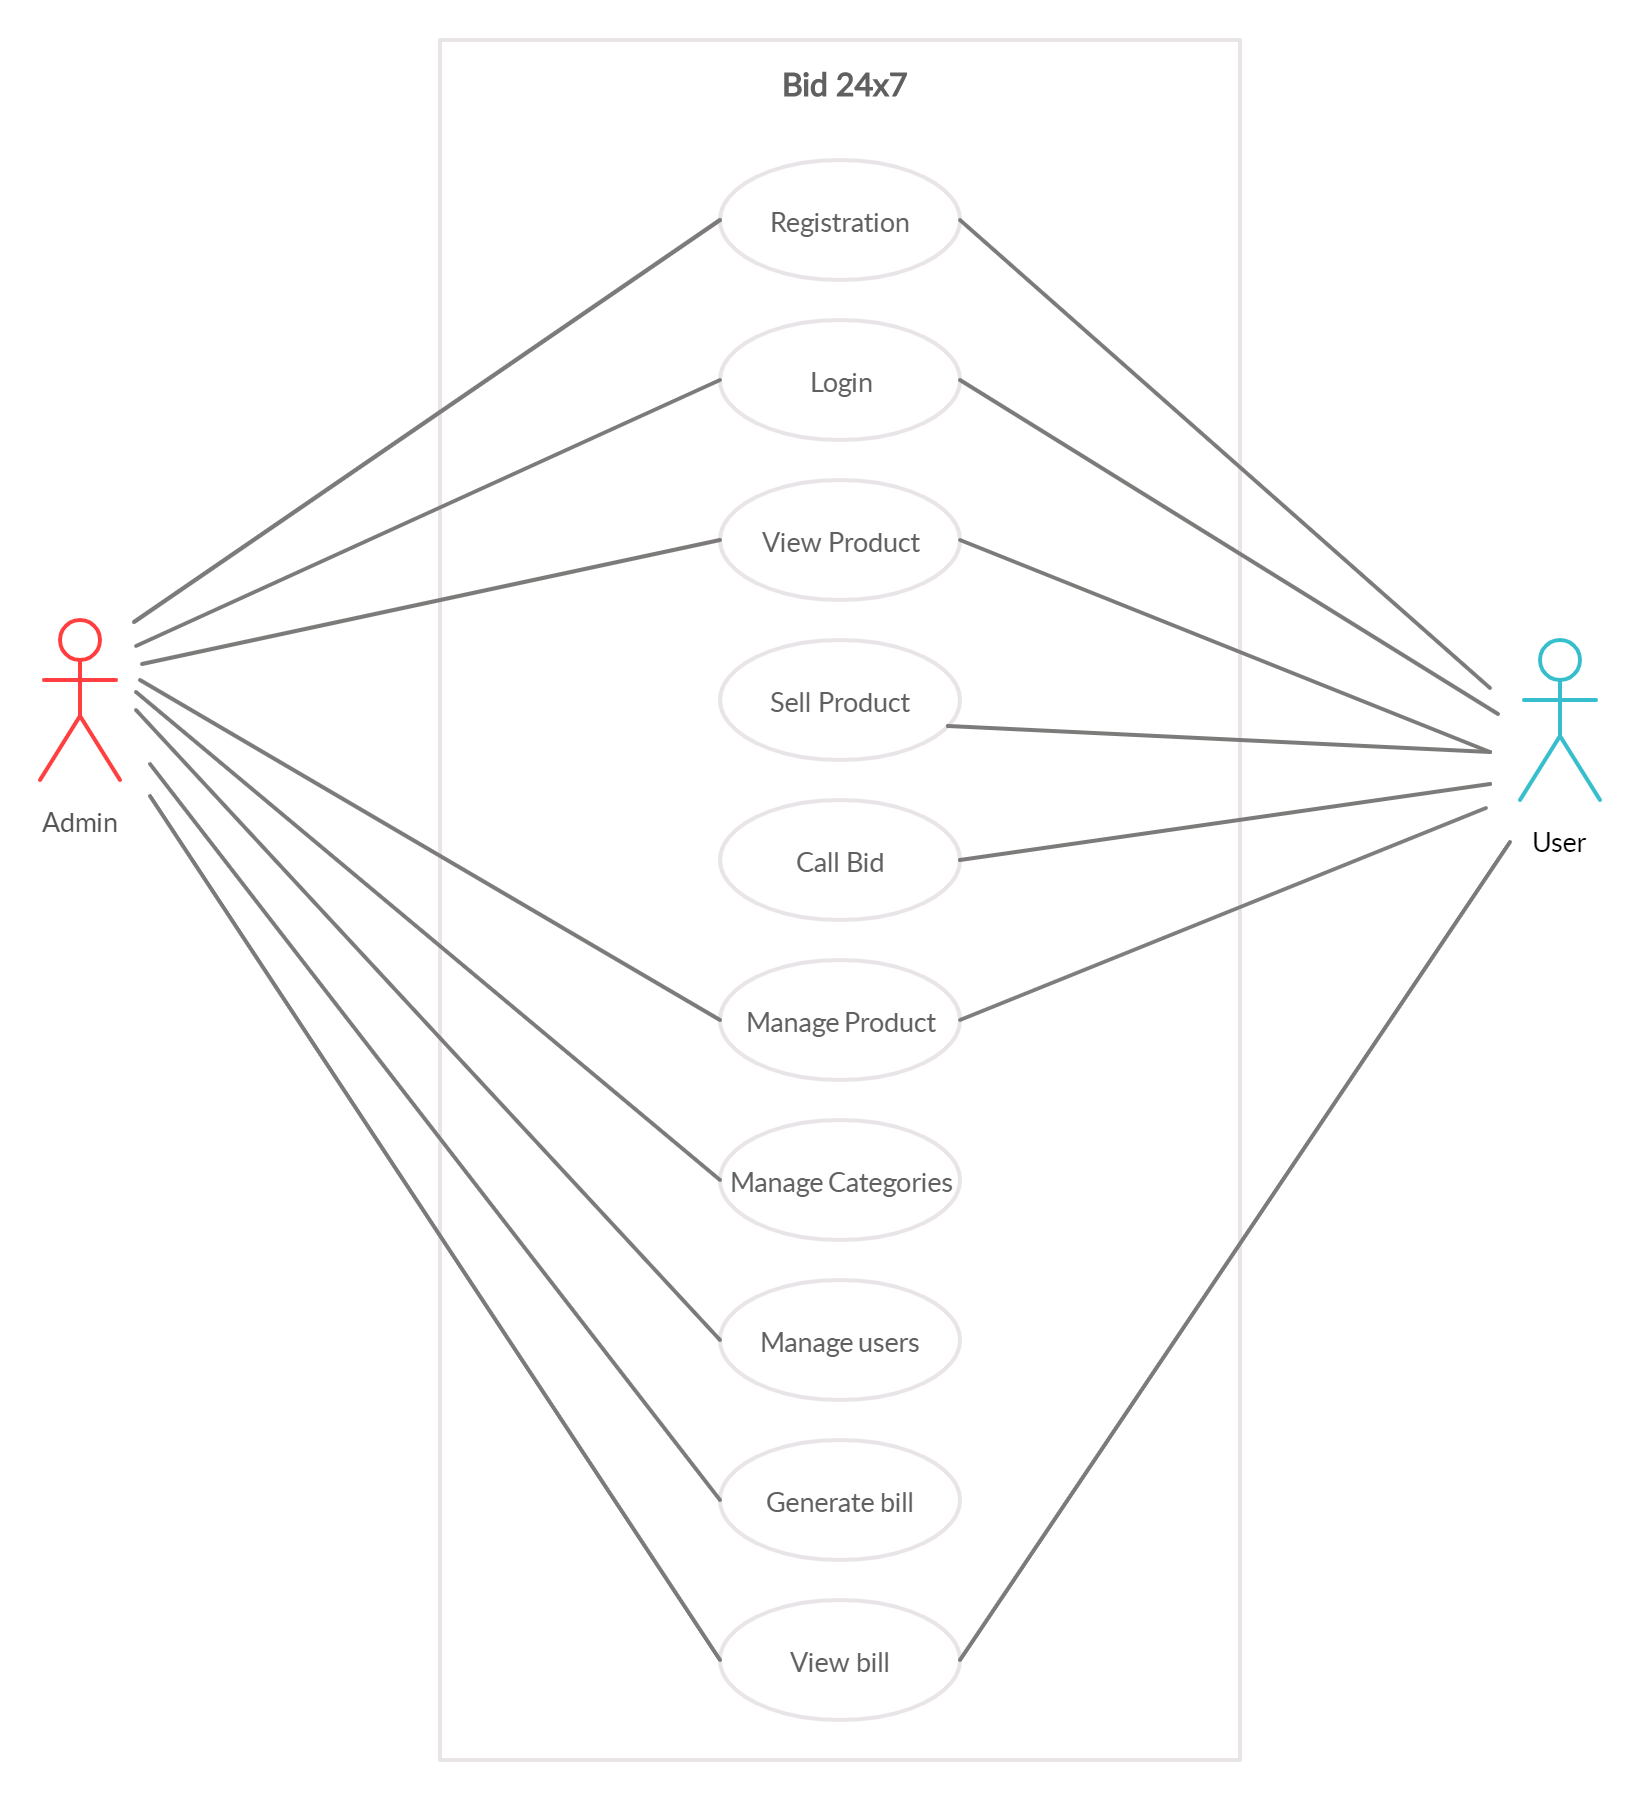 Bid 24x7
Registration
Login
View Product
Sell Product
Call Bid
Manage Product
Manage Categories
Manage users
Generate bill
View bill
Admin
User